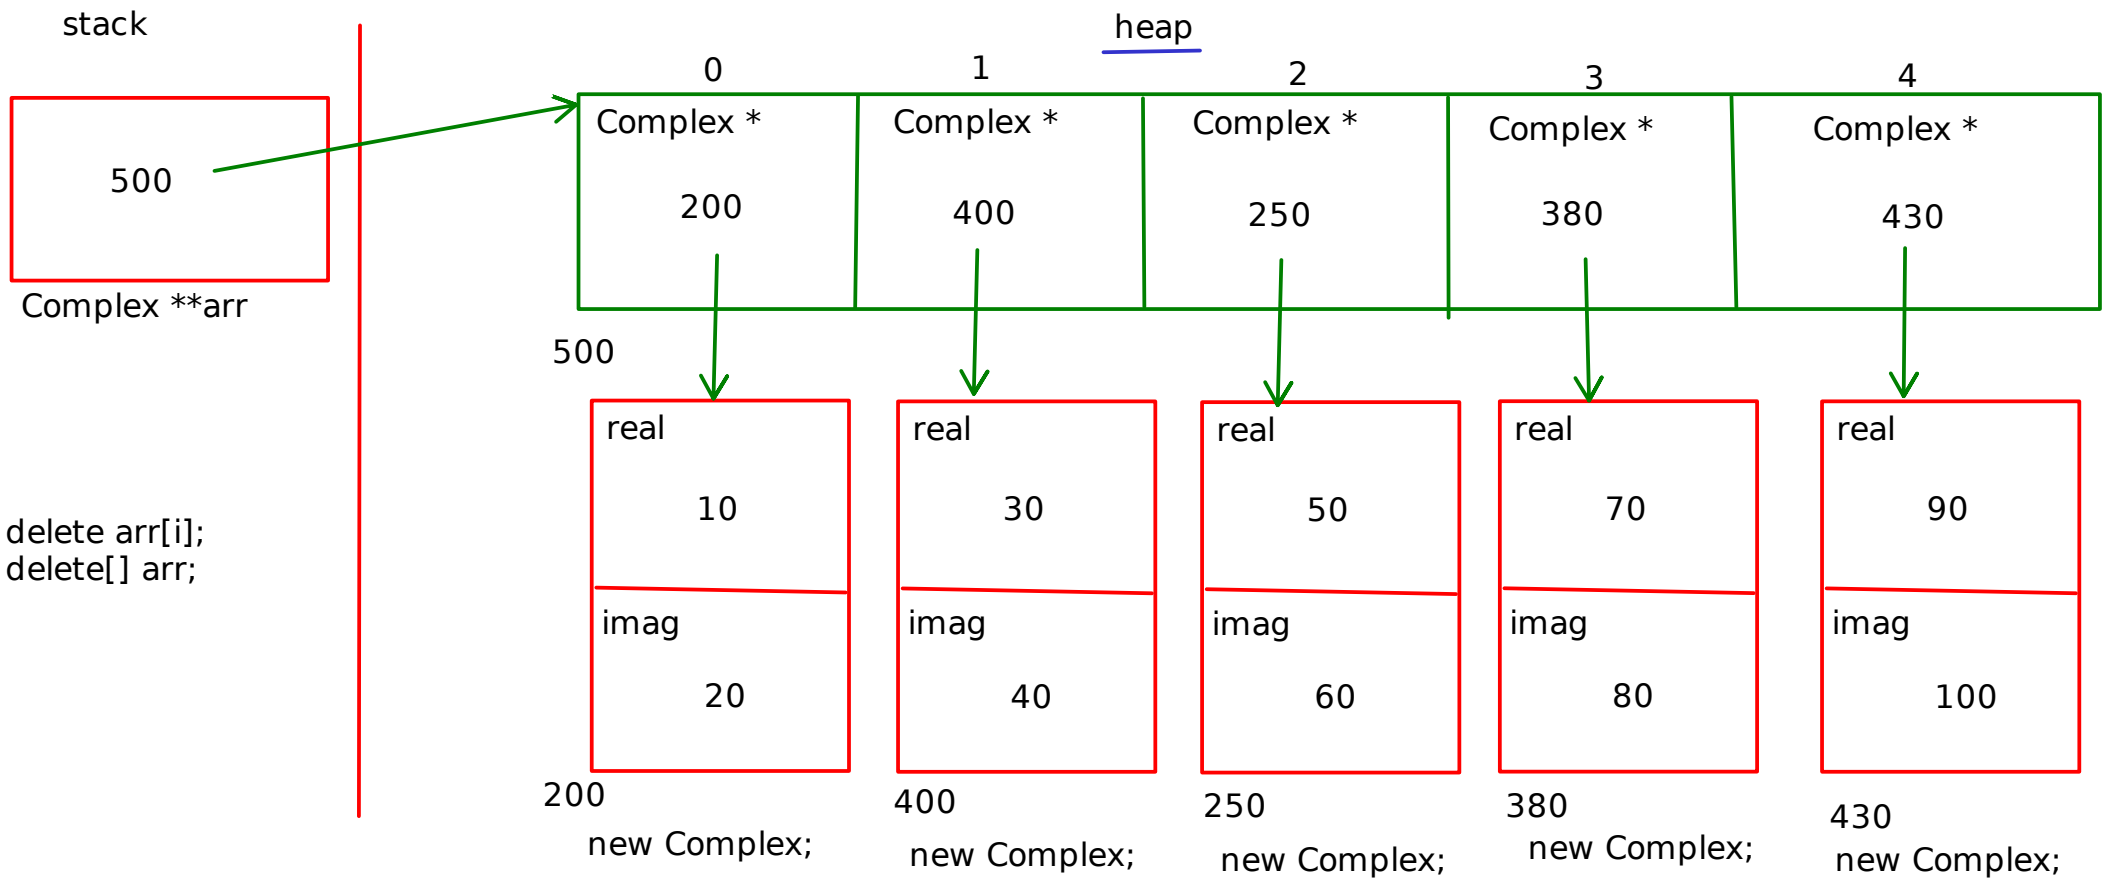 stack
heap
0 1 2 3 4
Complex * Complex * Complex * Complex * Complex *
500
200 400 250 380 430
Complex **arr
500
real real real real real
10 30 50 70 90
delete arr[i];
delete[] arr;
imag imag imag imag imag
20 40 60 80 100
200 400 250 380 430
new Complex; new Complex; new Complex; new Complex; new Complex;